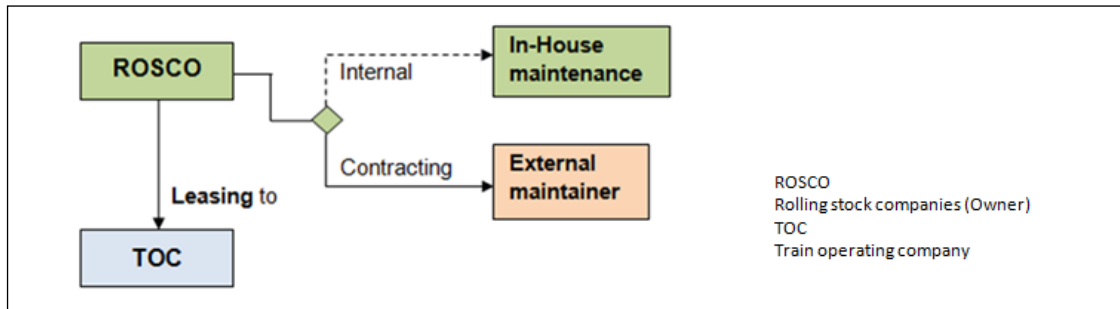 ROSCO
Internal
In-House
maintenance
Contracting
External
maintainer
Leasing to
TOC
ROSCO
Rolling stock companies (Owner)
TOC
Train operating company